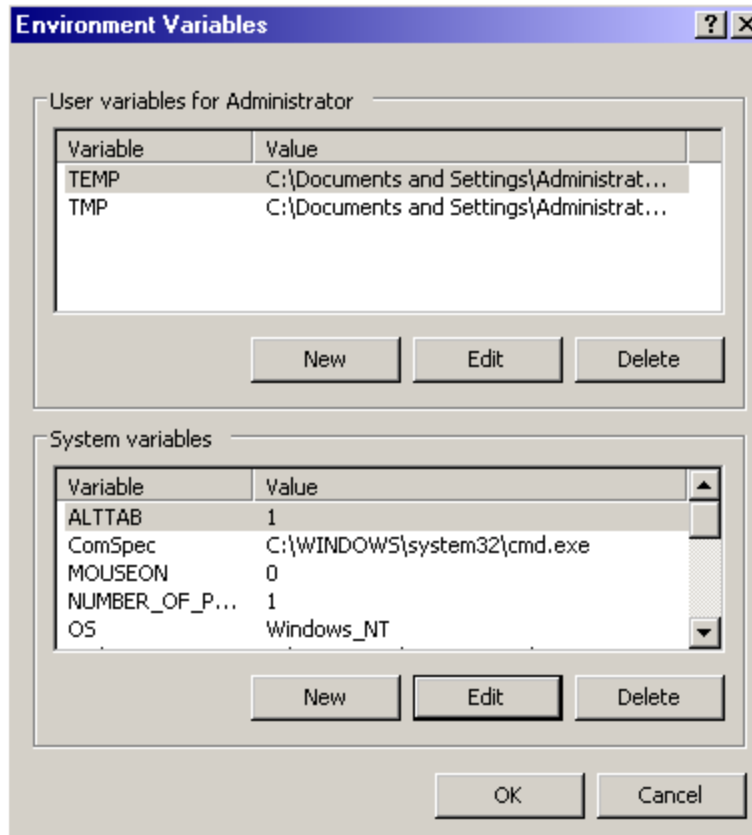 Environment Variables
User variables for Administrator
Variable Value
TEMP C:\Documents and Settings\Administrat...
TMP C:\Documents and Settings\Administrat...
New Edit Delete
System variables
Variable Value
ALTTAB 1
ComSpec C:\WINDOWS\system32\cmd.exe
MOUSEON 0
NUMBER_OF_P... 1
OS Windows_NT
New Edit Delete
OK Cancel